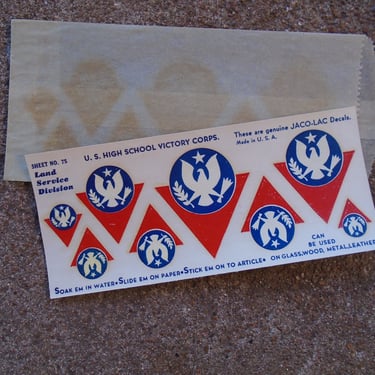 SHEET NO. 75
Land
Service
Division
U. S. HIGH SCHOOL VICTORY CORPS.
These are genuine JACO-LAC Decals.
Made in U. S. A.
CAN
BE USED
SOAK EM IN WATER•SLIDE EM ON PAPER•STICK EM ON TO ARTICLE• ON GLASS,WOOD, METAL,LEATHER